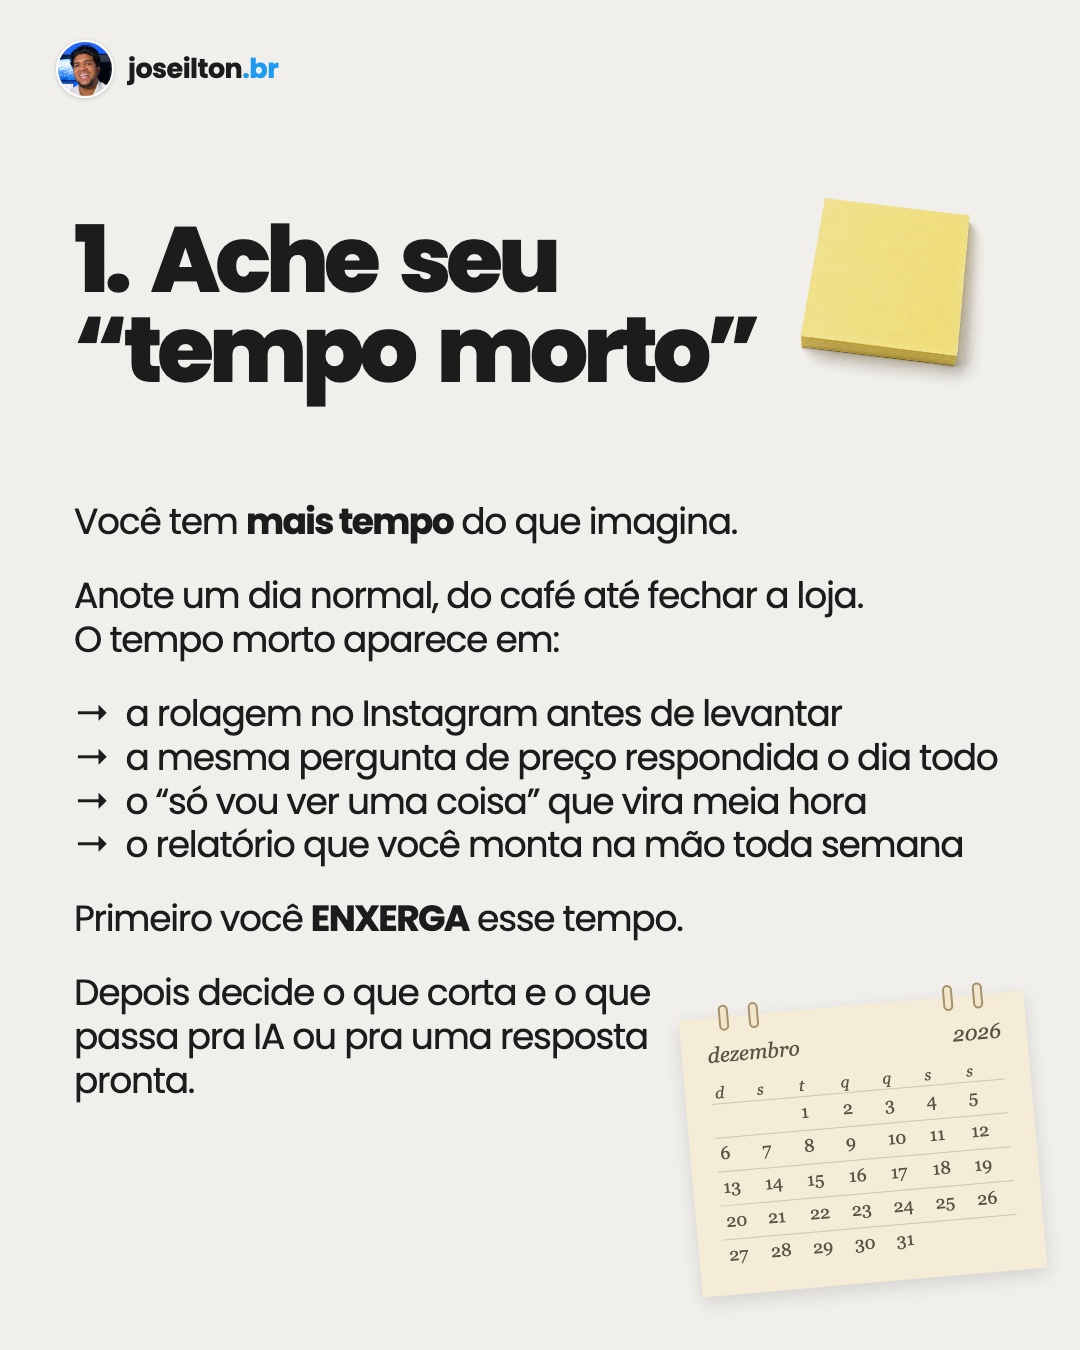 joseilton.br
1. Ache seu
“tempo morto”
Você tem mais tempo do que imagina.
Anote um dia normal, do café até fechar a loja.
O tempo morto aparece em:
→ a rolagem no Instagram antes de levantar
→ a mesma pergunta de preço respondida o dia todo
→ o “só vou ver uma coisa” que vira meia hora
→ o relatório que você monta na mão toda semana
Primeiro você ENXERGA esse tempo.
Depois decide o que corta e o que
passa pra IA ou pra uma resposta
pronta.
dezembro 2026
d s t q q s s
1 2 3 4 5
6 7 8 9 10 11 12
13 14 15 16 17 18 19
20 21 22 23 24 25 26
27 28 29 30 31